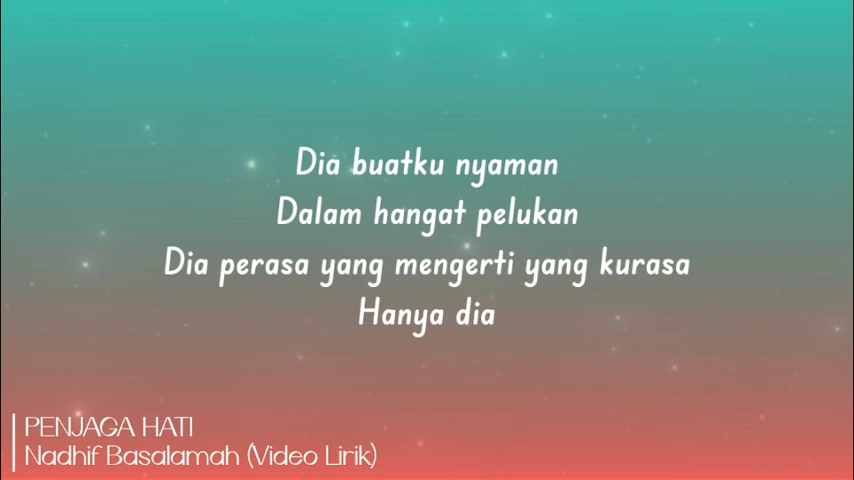 Dia buatku nyaman
Dalam hangat pelukan
Dia perasa yang mengerti yang kurasa
Hanya dia
PENJAGA HATI
Nadhif Basalamah (Video Lirik)